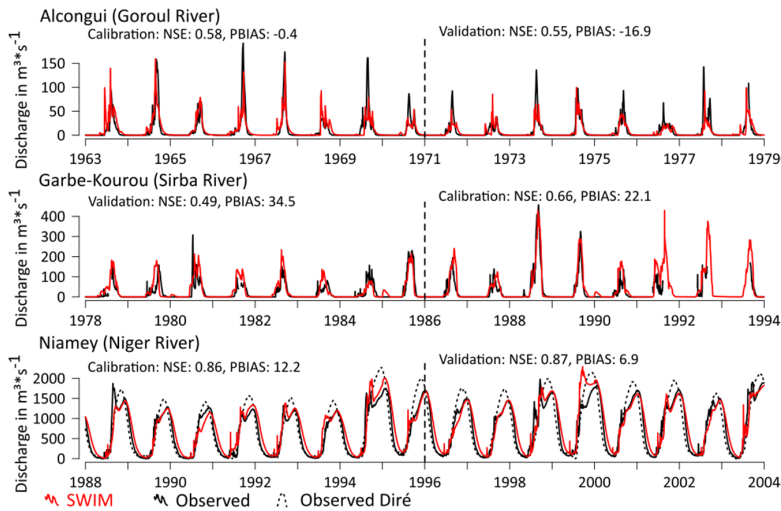 Alcongui (Goroul River)
Calibration: NSE: 0.58, PBIAS: -0.4
Validation: NSE: 0.55, PBIAS: -16.9
Discharge in m³*s⁻¹
150
100
50
0
1963 1965 1967 1969 1971 1973 1975 1977 1979
Garbe-Kourou (Sirba River)
Validation: NSE: 0.49, PBIAS: 34.5
Calibration: NSE: 0.66, PBIAS: 22.1
Discharge in m³*s⁻¹
400
300
200
100
0
1978 1980 1982 1984 1986 1988 1990 1992 1994
Niamey (Niger River)
Calibration: NSE: 0.86, PBIAS: 12.2
Validation: NSE: 0.87, PBIAS: 6.9
Discharge in m³*s⁻¹
2000
1500
1000
500
0
1988 1990 1992 1994 1996 1998 2000 2002 2004
SWIM Observed Observed Diré